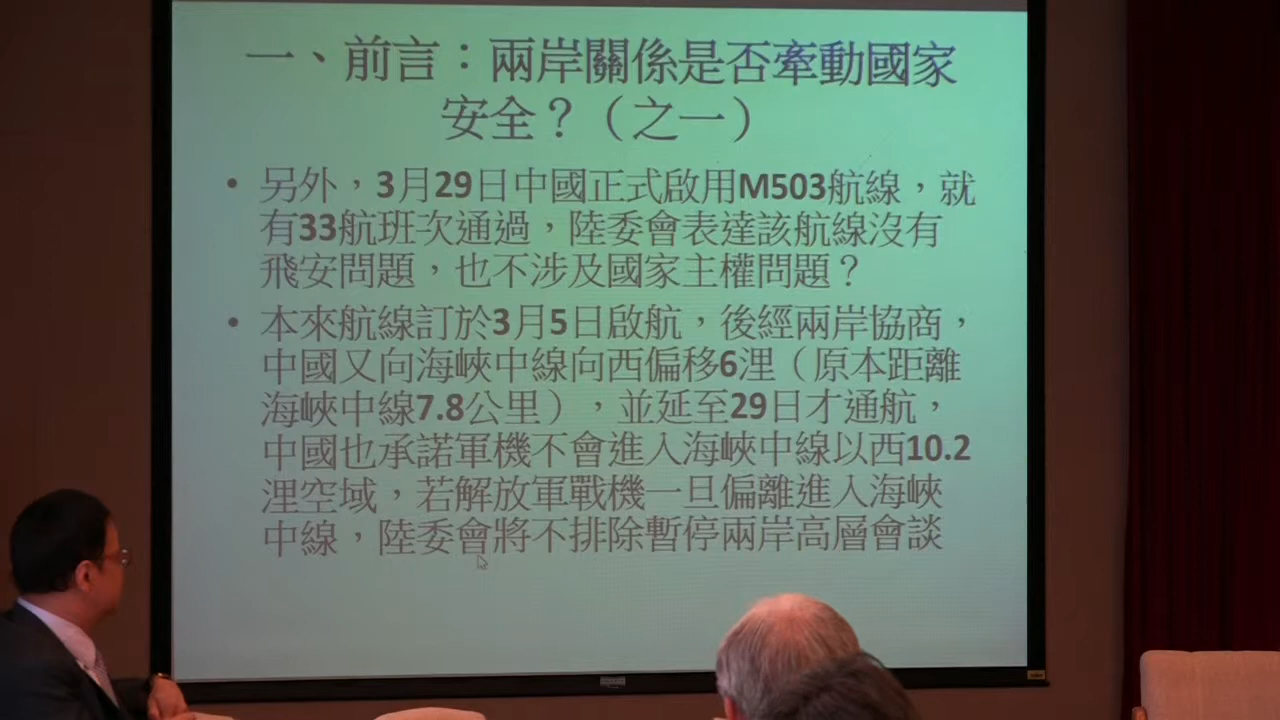 一、前言：兩岸關係是否牽動國家
安全？（之一）
• 另外，3月29日中國正式啟用M503航線，就
有33航班次通過，陸委會表達該航線沒有
飛安問題，也不涉及國家主權問題？
• 本來航線訂於3月5日啟航，後經兩岸協商，
中國又向海峽中線向西偏移6浬（原本距離
海峽中線7.8公里），並延至29日才通航，
中國也承諾軍機不會進入海峽中線以西10.2
浬空域，若解放軍戰機一旦偏離進入海峽
中線，陸委會將不排除暫停兩岸高層會談